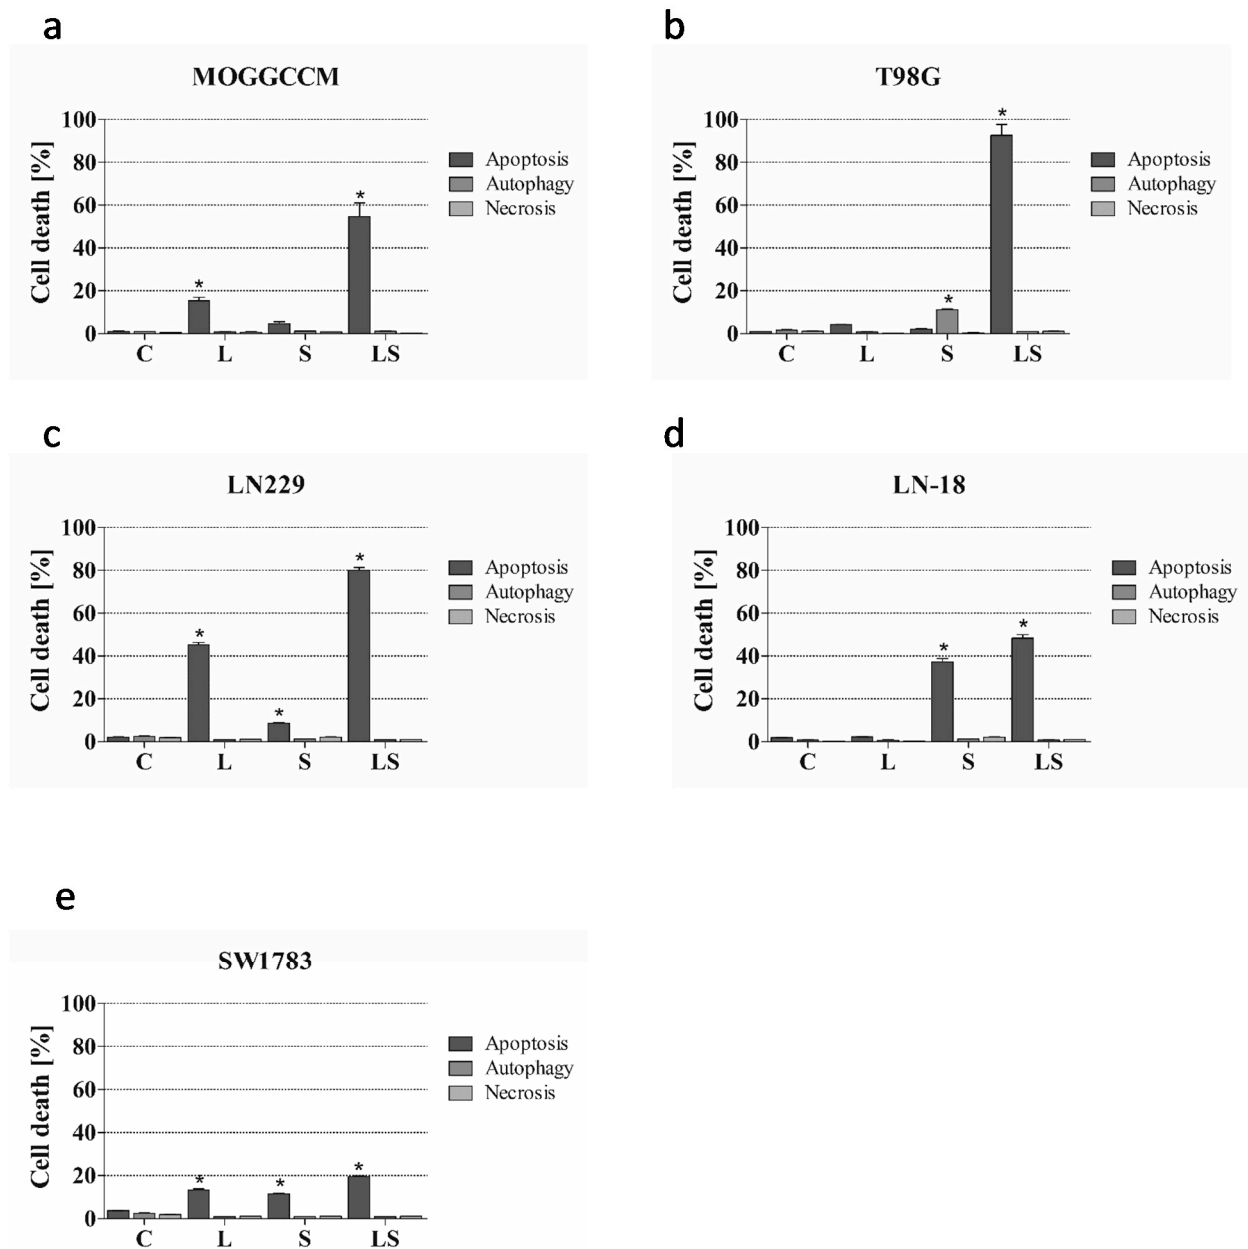 a
MOGGCCM
Cell death [%]
100
80
60
40
20
0
C L S LS
*
*
Apoptosis
Autophagy
Necrosis
b
T98G
Cell death [%]
100
80
60
40
20
0
C L S LS
*
*
Apoptosis
Autophagy
Necrosis
c
LN229
Cell death [%]
100
80
60
40
20
0
C L S LS
*
*
*
Apoptosis
Autophagy
Necrosis
d
LN-18
Cell death [%]
100
80
60
40
20
0
C L S LS
*
*
Apoptosis
Autophagy
Necrosis
e
SW1783
Cell death [%]
100
80
60
40
20
0
C L S LS
*
*
*
Apoptosis
Autophagy
Necrosis